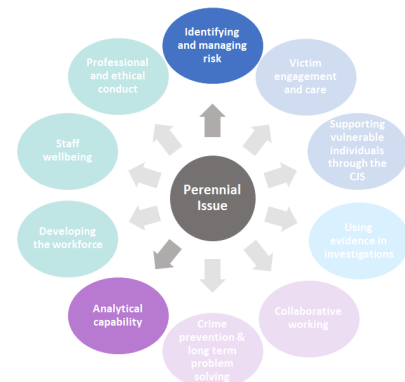 Identifying
and managing
risk
Professional
and ethical
conduct
Victim
engagement
and care
Staff
wellbeing
Supporting
vulnerable
individuals
through the
CJS
Perennial
Issue
Developing
the workforce
Using
evidence in
investigations
Analytical
capability
Collaborative
working
Crime
prevention &
long term
problem
solving